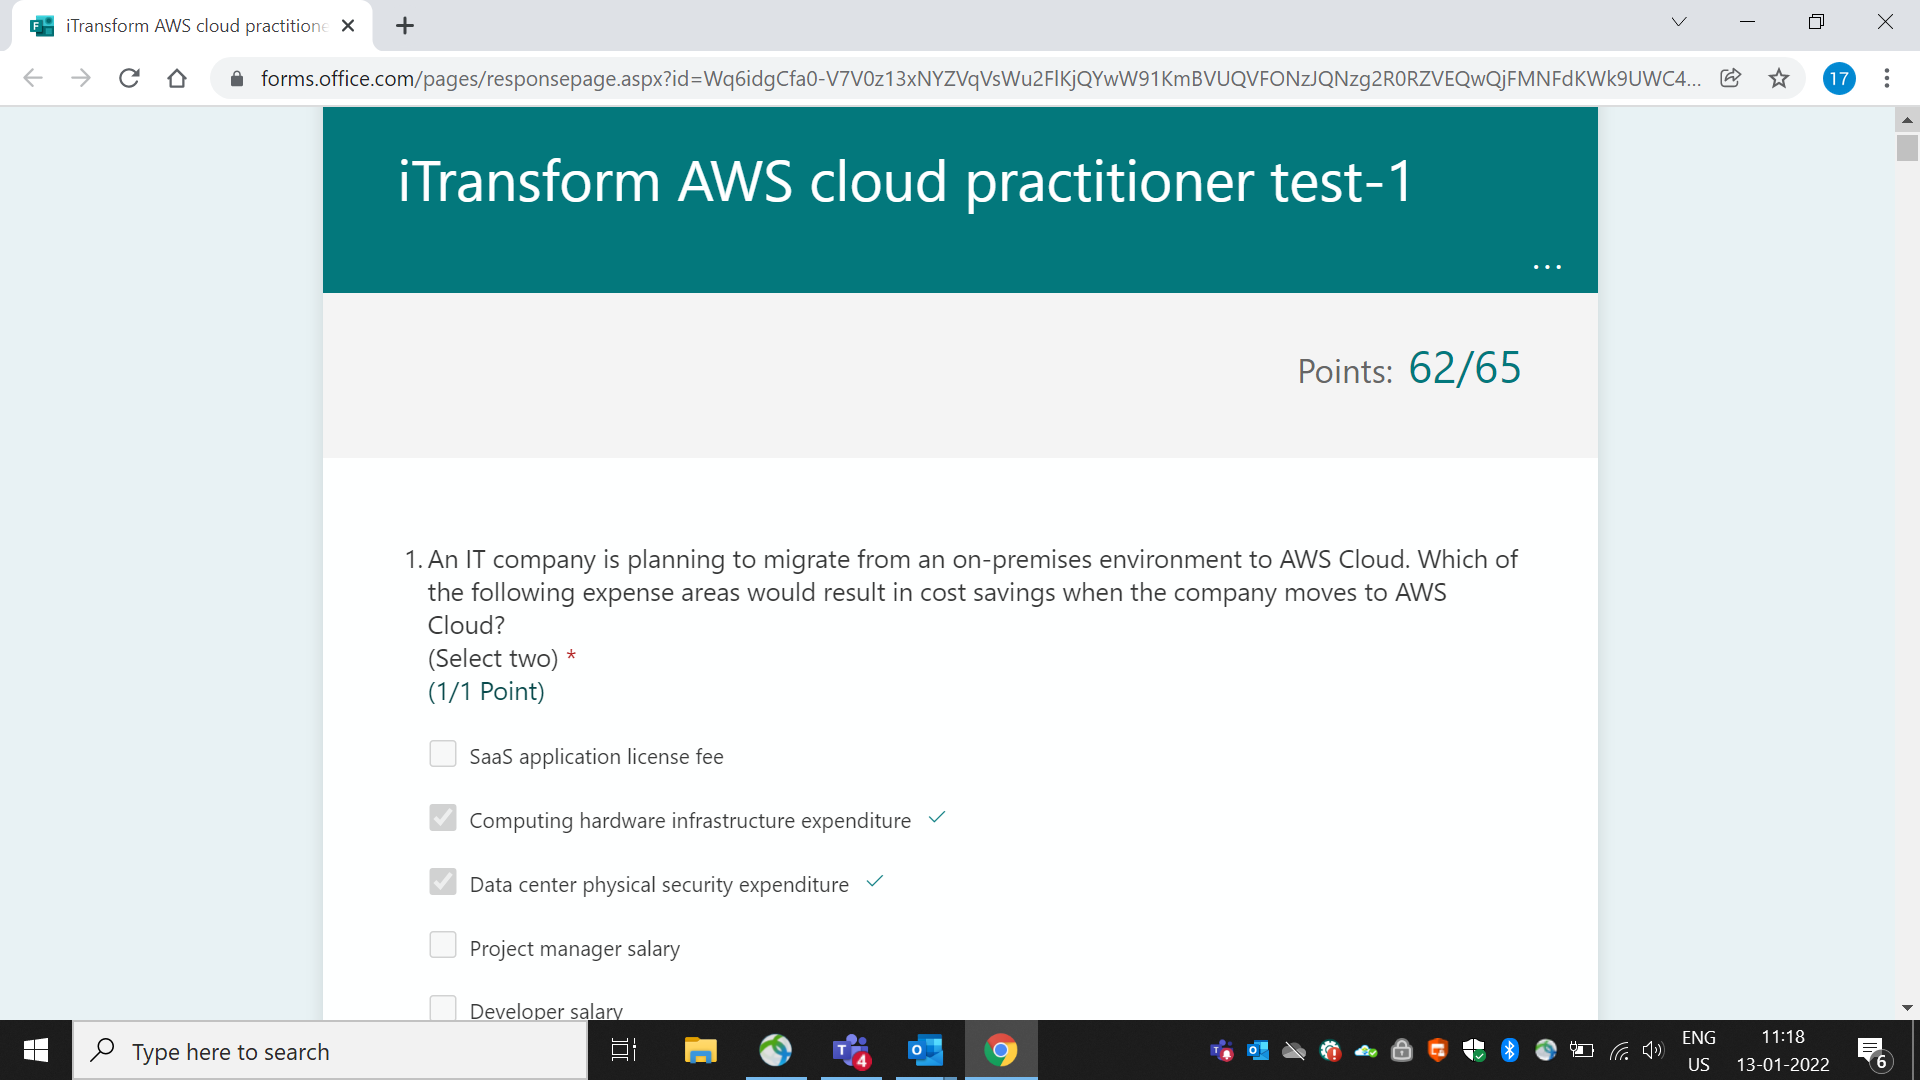 iTransform AWS cloud practitione
forms.office.com/pages/responsepage.aspx?id=Wq6idgCfa0-V7V0z13xNYZVqVsWu2FlKjQYwW91KmBVUQVFONzJQNzg2R0RZVEQwQjFMNFdKWk9UWC4...
17
iTransform AWS cloud practitioner test-1
...
Points: 62/65
1. An IT company is planning to migrate from an on-premises environment to AWS Cloud. Which of
the following expense areas would result in cost savings when the company moves to AWS
Cloud?
(Select two) *
(1/1 Point)
SaaS application license fee
Computing hardware infrastructure expenditure
Data center physical security expenditure
Project manager salary
Developer salary
Type here to search
4
ENG
US
11:18
13-01-2022
6